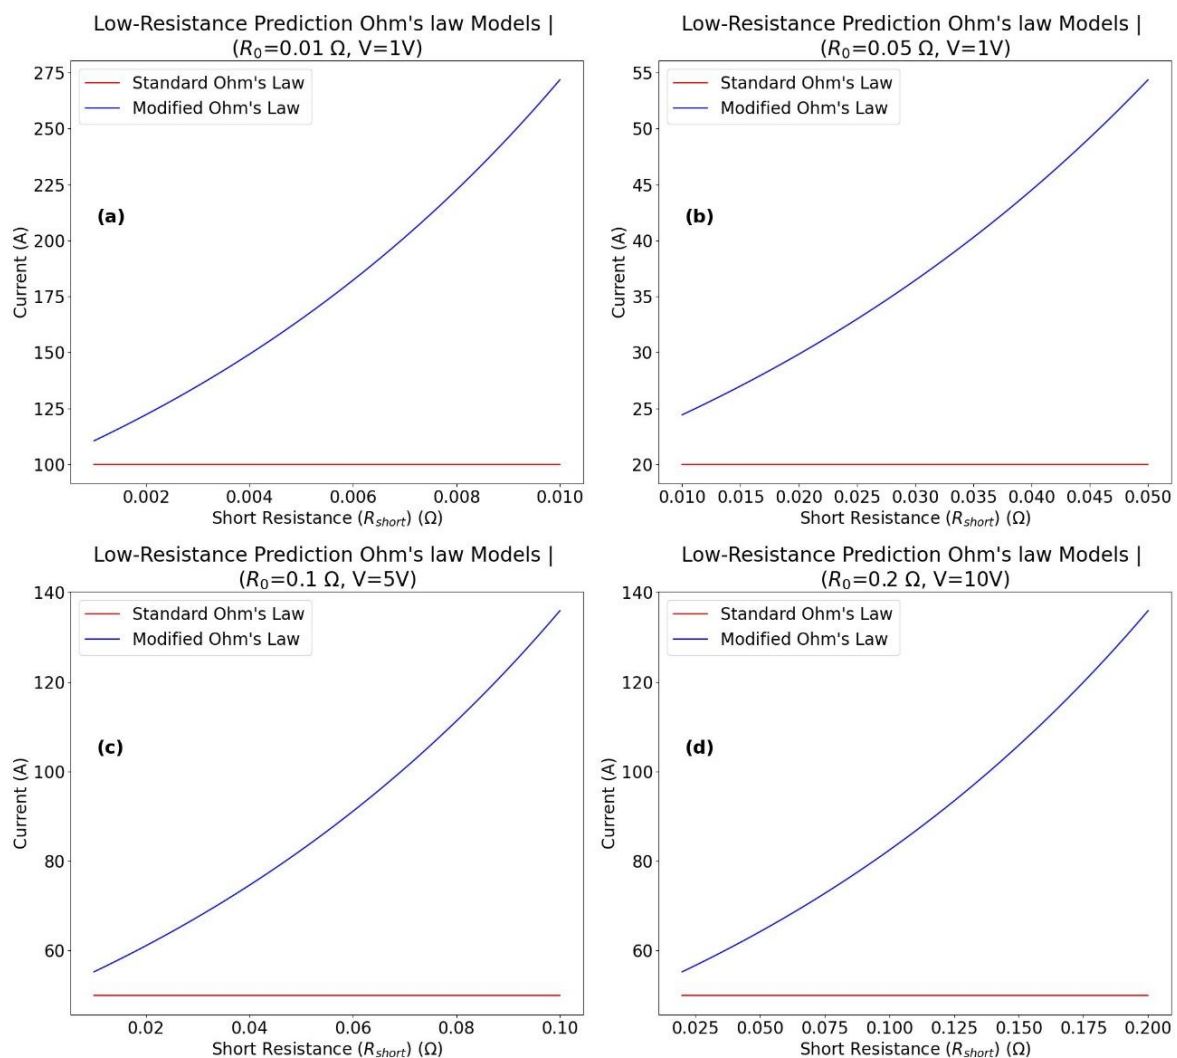 Low-Resistance Prediction Ohm's law Models |
(R₀=0.01 Ω, V=1V)
275
250
225
200
175
150
125
100
Current (A)
Standard Ohm's Law
Modified Ohm's Law
(a)
0.002 0.004 0.006 0.008 0.010
Short Resistance (R_short) (Ω)
Low-Resistance Prediction Ohm's law Models |
(R₀=0.05 Ω, V=1V)
55
50
45
40
35
30
25
20
Current (A)
Standard Ohm's Law
Modified Ohm's Law
(b)
0.010 0.015 0.020 0.025 0.030 0.035 0.040 0.045 0.050
Short Resistance (R_short) (Ω)
Low-Resistance Prediction Ohm's law Models |
(R₀=0.1 Ω, V=5V)
140
120
100
80
60
Current (A)
Standard Ohm's Law
Modified Ohm's Law
(c)
0.02 0.04 0.06 0.08 0.10
Short Resistance (R_short) (Ω)
Low-Resistance Prediction Ohm's law Models |
(R₀=0.2 Ω, V=10V)
140
120
100
80
60
Current (A)
Standard Ohm's Law
Modified Ohm's Law
(d)
0.025 0.050 0.075 0.100 0.125 0.150 0.175 0.200
Short Resistance (R_short) (Ω)